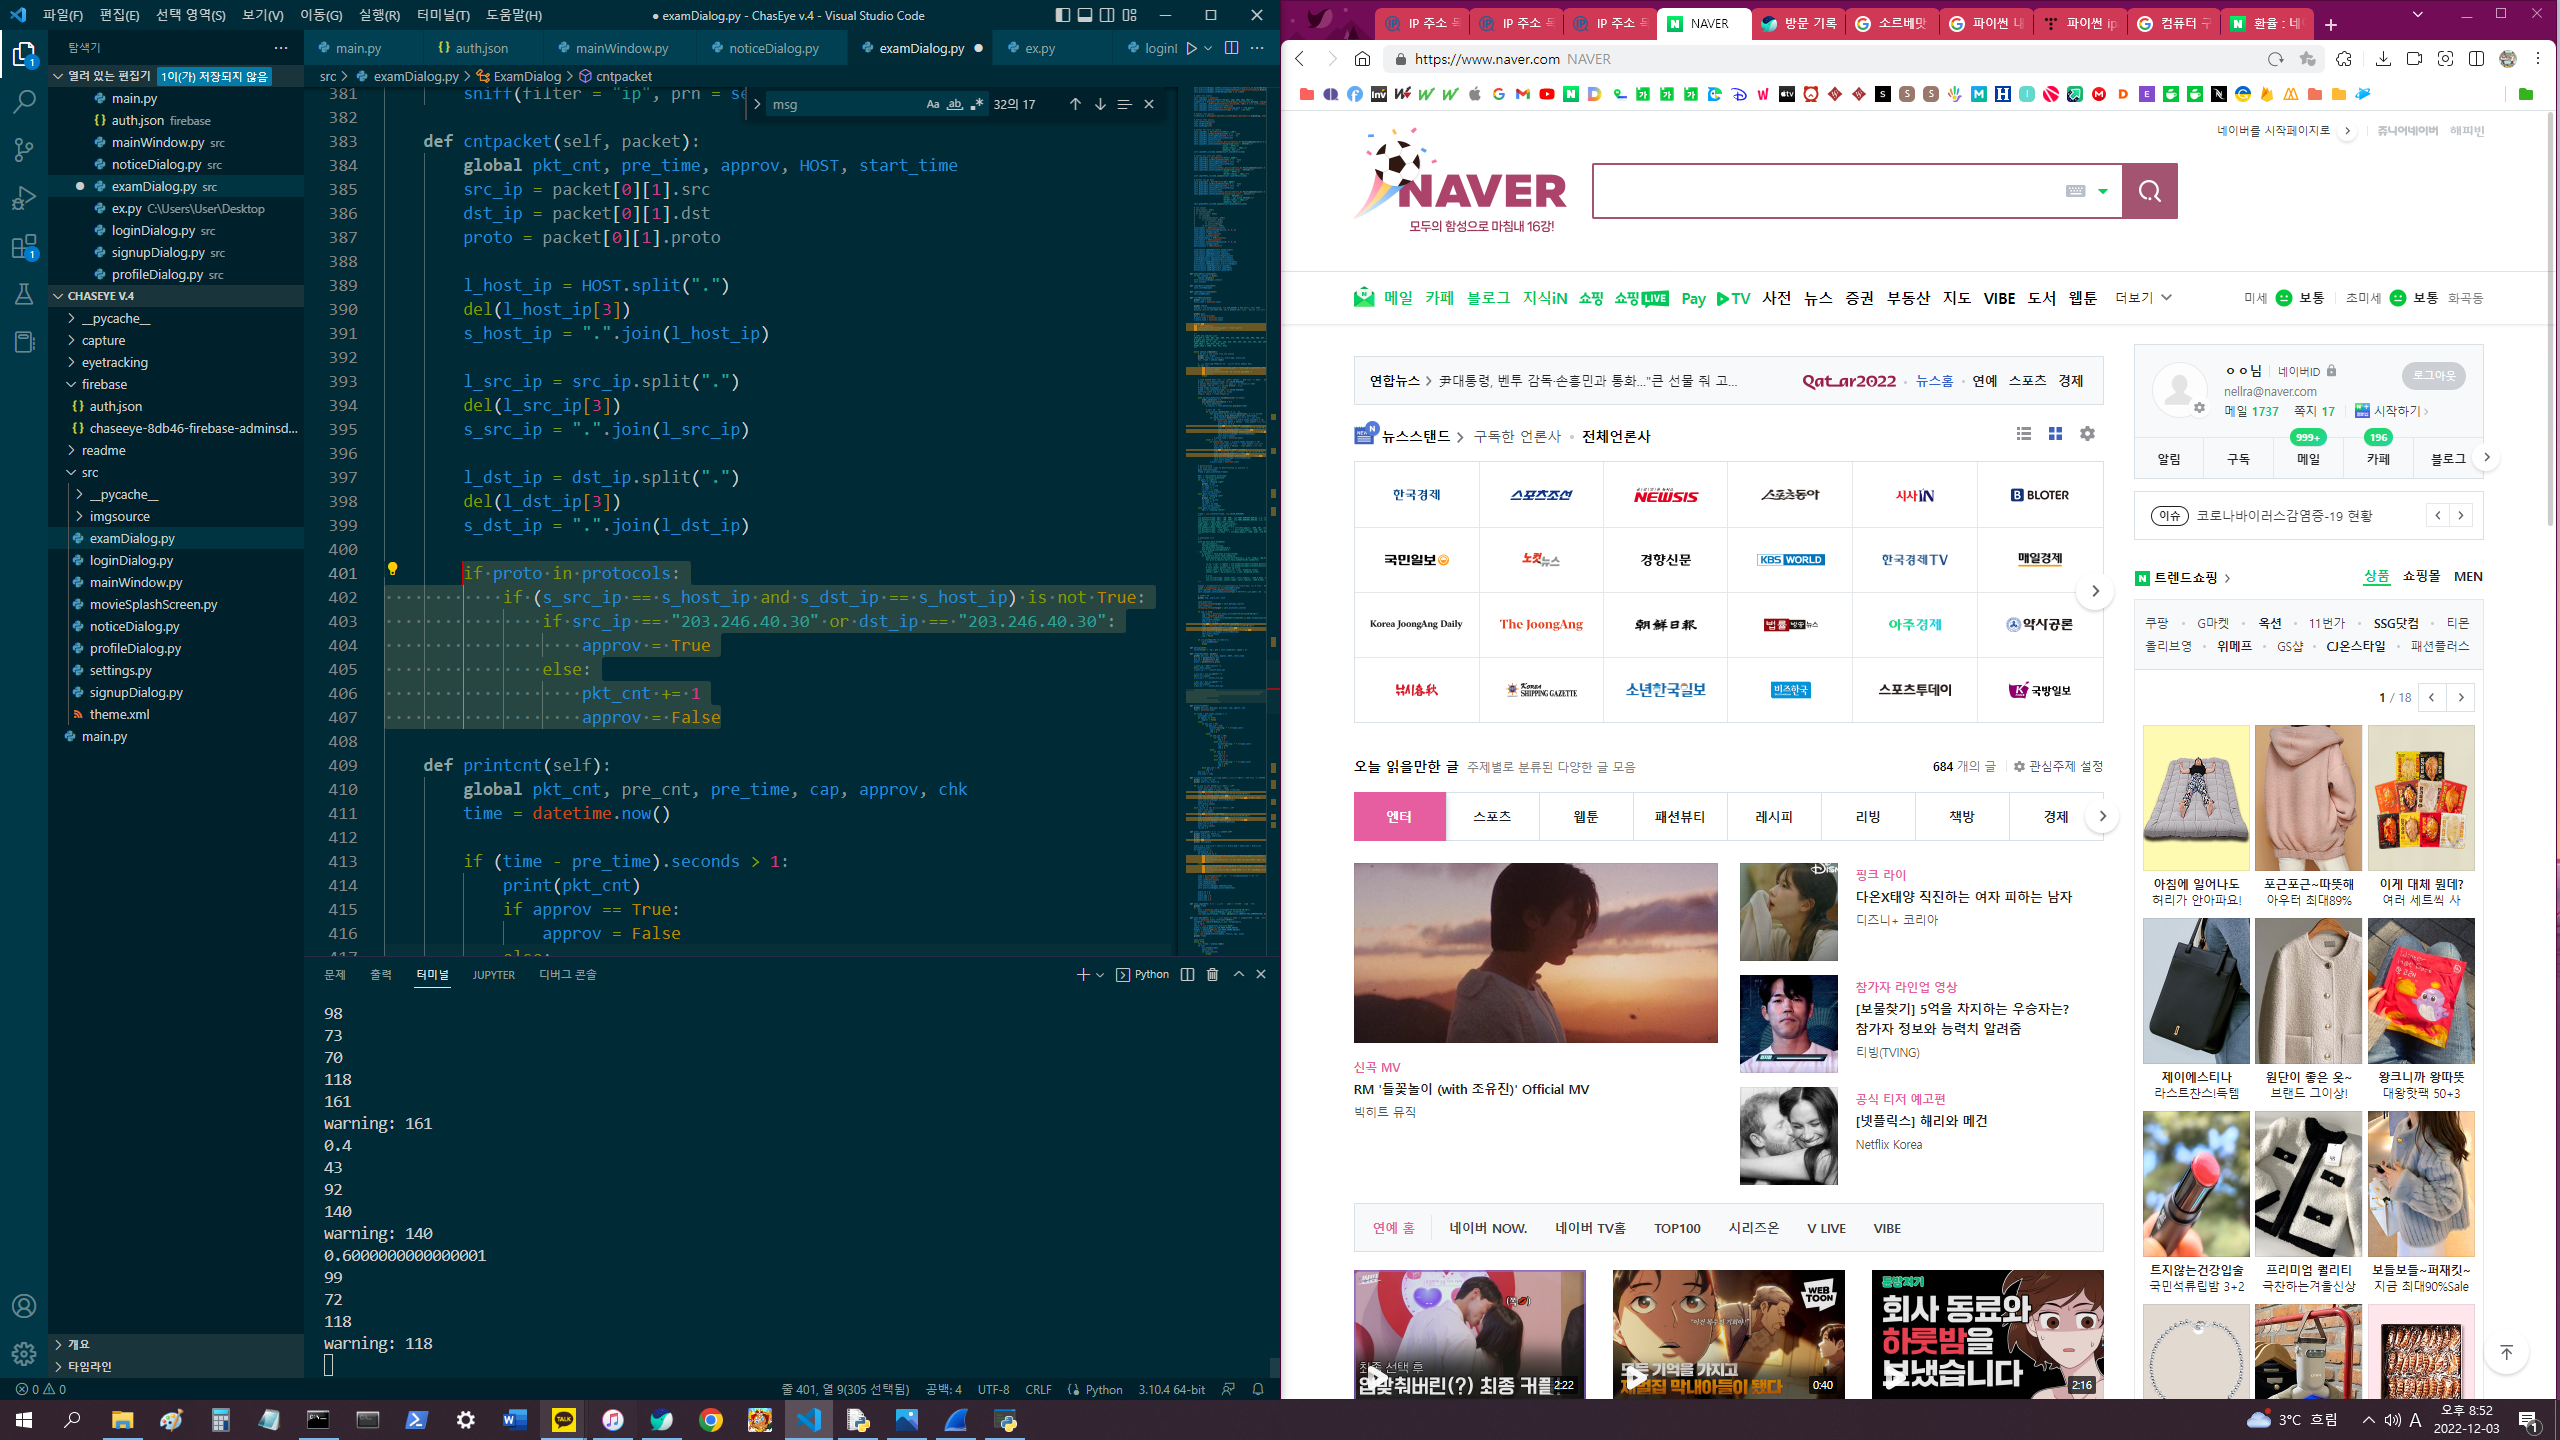 파일(F) 편집(E) 선택 영역(S) 보기(V) 이동(G) 실행(R) 터미널(T) 도움말(H)
● examDialog.py - ChasEye v.4 - Visual Studio Code
탐색기
열려 있는 편집기 1이(가) 저장되지 않음
main.py
auth.json firebase
mainWindow.py src
noticeDialog.py src
examDialog.py src
ex.py C:\Users\User\Desktop
loginDialog.py src
signupDialog.py src
profileDialog.py src
CHASEYE V.4
__pycache__
capture
eyetracking
firebase
auth.json
chaseeye-8db46-firebase-adminsd...
readme
src
__pycache__
imgsource
examDialog.py
loginDialog.py
mainWindow.py
movieSplashScreen.py
noticeDialog.py
profileDialog.py
settings.py
signupDialog.py
theme.xml
main.py
개요
타임라인
main.py auth.json mainWindow.py noticeDialog.py examDialog.py ex.py
src > examDialog.py > ExamDialog > cntpacket
msg 32의 17
381 sniff(filter = "ip", prn = se
382
383 def cntpacket(self, packet):
384 global pkt_cnt, pre_time, approv, HOST, start_time
385 src_ip = packet[0][1].src
386 dst_ip = packet[0][1].dst
387 proto = packet[0][1].proto
388
389 l_host_ip = HOST.split(".")
390 del(l_host_ip[3])
391 s_host_ip = ".".join(l_host_ip)
392
393 l_src_ip = src_ip.split(".")
394 del(l_src_ip[3])
395 s_src_ip = ".".join(l_src_ip)
396
397 l_dst_ip = dst_ip.split(".")
398 del(l_dst_ip[3])
399 s_dst_ip = ".".join(l_dst_ip)
400
401 if proto in protocols:
402 if (s_src_ip == s_host_ip and s_dst_ip == s_host_ip) is not True:
403 if src_ip == "203.246.40.30" or dst_ip == "203.246.40.30":
404 approv = True
405 else:
406 pkt_cnt += 1
407 approv = False
408
409 def printcnt(self):
410 global pkt_cnt, pre_cnt, pre_time, cap, approv, chk
411 time = datetime.now()
412
413 if (time - pre_time).seconds > 1:
414 print(pkt_cnt)
415 if approv == True:
416 approv = False
417 else:
문제 출력 터미널 JUPYTER 디버그 콘솔
Python
98
73
70
118
161
warning: 161
0.4
43
92
140
warning: 140
0.6000000000000001
99
72
118
warning: 118
0 0
줄 401, 열 9(305 선택됨) 공백: 4 UTF-8 CRLF Python 3.10.4 64-bit
NAVER 방문 기록 소르베맛 컴퓨터 구
https://www.naver.com NAVER
네이버를 시작페이지로 쥬니어네이버 해피빈
NAVER
모두의 함성으로 마침내 16강!
메일 카페 블로그 지식iN 쇼핑 쇼핑LIVE Pay TV 사전 뉴스 증권 부동산 지도 VIBE 도서 웹툰 더보기
미세 보통 초미세 보통 화곡동
연합뉴스 > 尹대통령, 벤투 감독·손흥민과 통화..."큰 선물 줘 고...
Qatar2022 뉴스홈 연예 스포츠 경제
뉴스스탠드 > 구독한 언론사 전체언론사
한국경제 스포츠조선 NEWSIS 스포츠동아 시사IN BLOTER
국민일보 노컷뉴스 경향신문 KBS WORLD 한국경제TV 매일경제
Korea JoongAng Daily The JoongAng 朝鮮日報 법률방송뉴스 아주경제 약사공론
낚시春秋 Korea SHIPPING GAZETTE 소년한국일보 비즈한국 스포츠투데이 국방일보
오늘 읽을만한 글 주제별로 분류된 다양한 글 모음
684 개의 글 관심주제 설정
엔터 스포츠 웹툰 패션뷰티 레시피 리빙 책방 경제
신곡 MV
RM '들꽃놀이 (with 조유진)' Official MV
빅히트 뮤직
핑크 라이
다온X태양 직진하는 여자 피하는 남자
디즈니+ 코리아
참가자 라인업 영상
[보물찾기] 5억을 차지하는 우승자는?
참가자 정보와 능력치 알려줌
티빙(TVING)
공식 티저 예고편
[넷플릭스] 해리와 메건
Netflix Korea
연예 홈 네이버 NOW. 네이버 TV홈 TOP100 시리즈온 V LIVE VIBE
최종 선택 후
입맞춰버린(?) 최종 커플
2:22
WEB TOON
모든 기억을 가지고
재벌집 막내아들이 됐다
0:40
회사 동료와
하룻밤을
보냈습니다
2:16
ㅇㅇ님 네이버ID 로그아웃
nellra@naver.com
메일 1737 쪽지 17 시작하기
999+ 196
알림 구독 메일 카페 블로그
이슈 코로나바이러스감염증-19 현황
트렌드쇼핑 > 상품 쇼핑몰 MEN
쿠팡 G마켓 옥션 11번가 SSG닷컴 티몬
올리브영 위메프 GS샵 CJ온스타일 패션플러스
1 / 18
아침에 일어나도 허리가 안아파요!
포근포근~따뜻해 아우터 최대89%
이게 대체 뭔데? 여러 세트씩 사
제이에스티나 라스트찬스!득템
원단이 좋은 옷~ 브랜드 그이상!
왕크니까 왕따뜻 대왕핫팩 50+3
트지않는건강입술 국민석류립밤 3+2
프리미엄 퀄리티 극찬하는겨울신상
보들보들~퍼재킷~ 지금 최대90%Sale
3°C 흐림
A
오후 8:52
2022-12-03